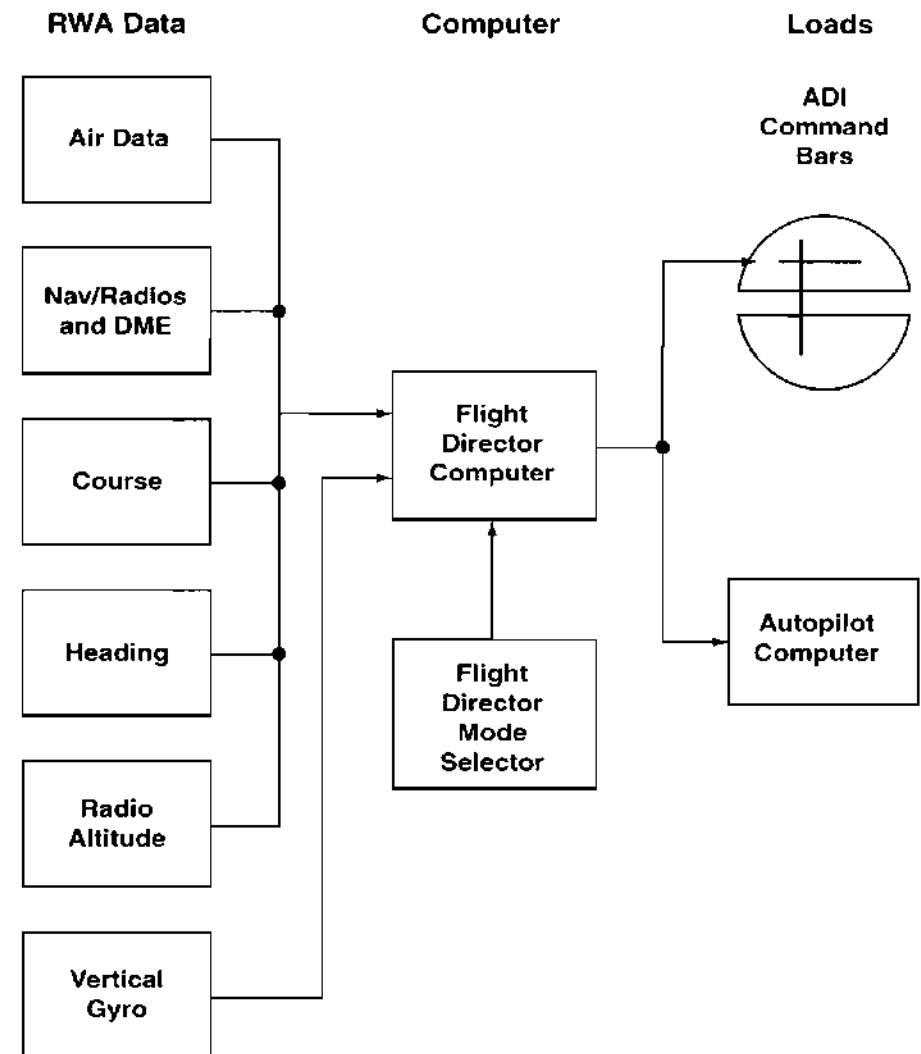 RWA Data
Computer
Loads
Air Data
Nav/Radios
and DME
Course
Heading
Radio
Altitude
Vertical
Gyro
Flight
Director
Computer
Flight
Director
Mode
Selector
ADI
Command
Bars
Autopilot
Computer